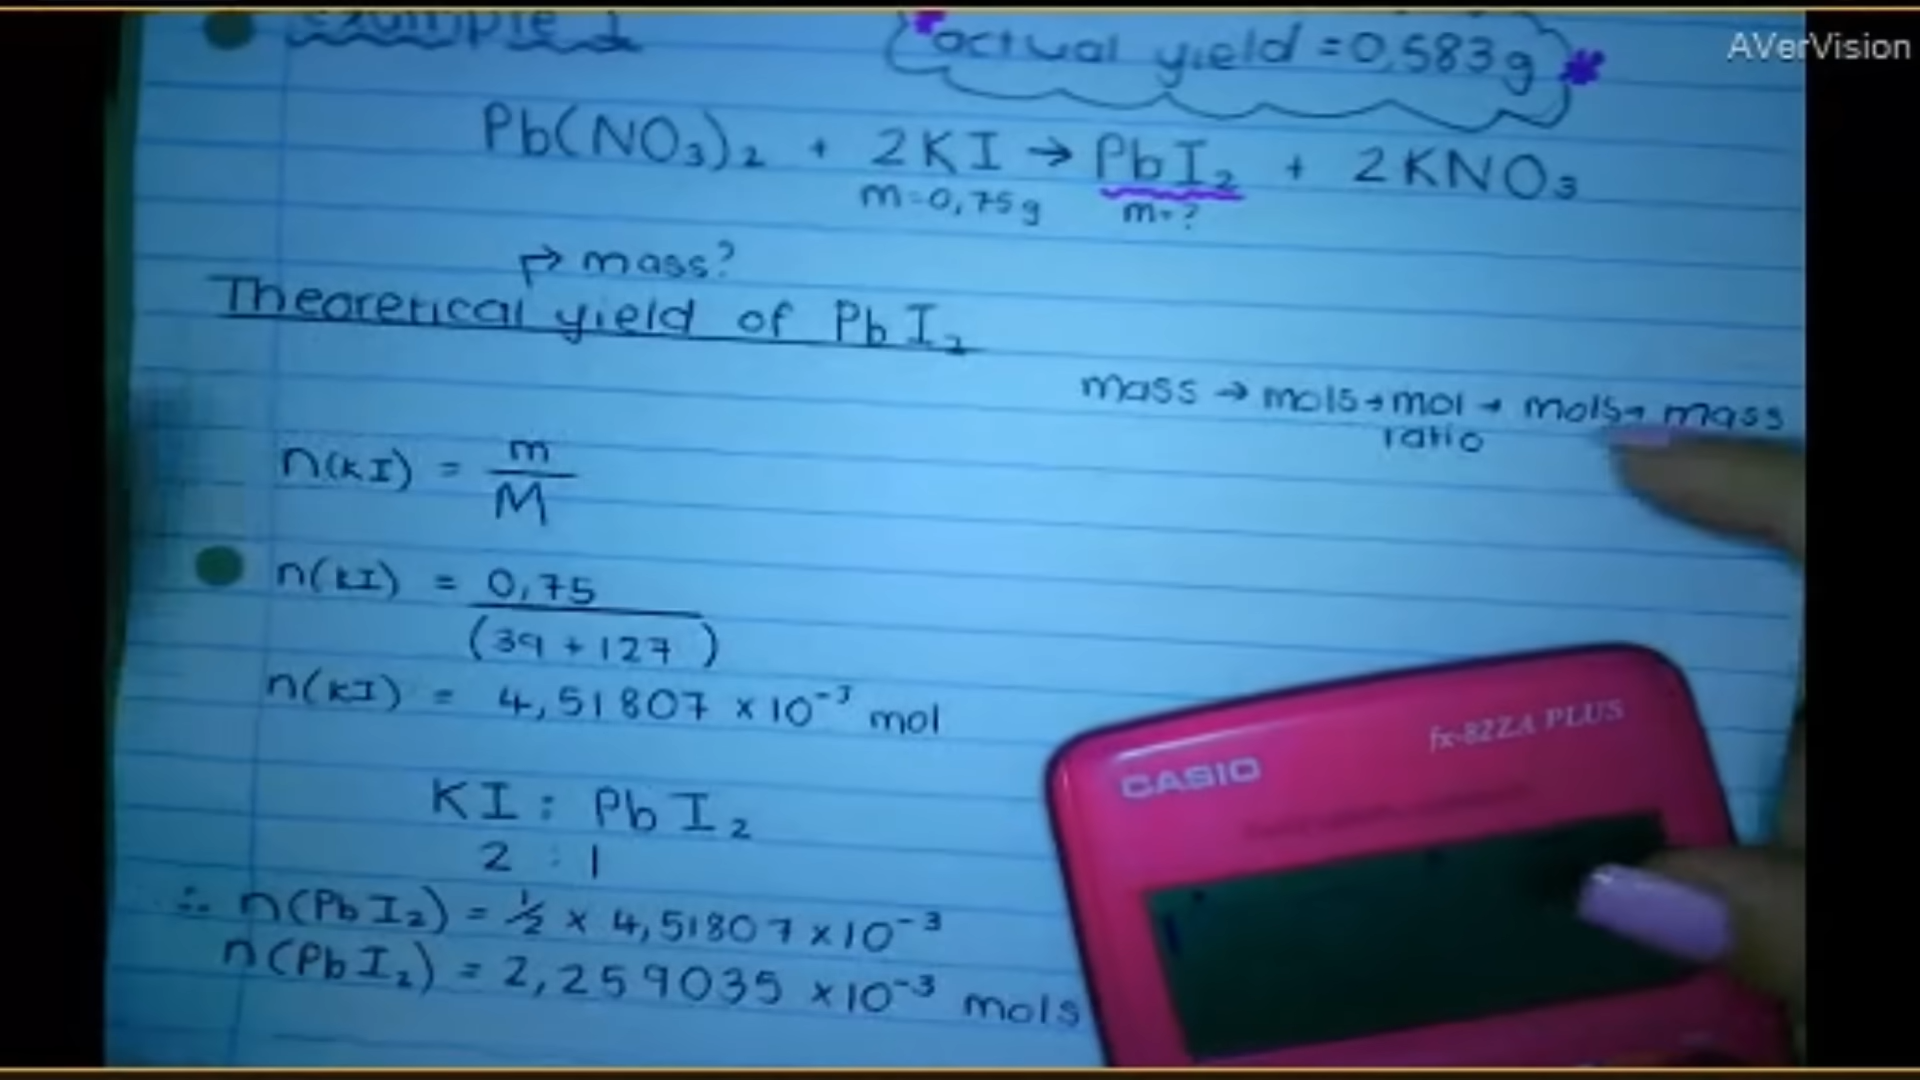 Example 1
actual yield = 0,583g
AVerVision
Pb(NO₃)₂ + 2KI → PbI₂ + 2KNO₃
m=0,75g m=?
↱ mass?
Theoretical yield of PbI₂
mass → mols → mol → mols → mass
ratio
n(KI) = m
M
n(KI) = 0,75
(39 + 127 )
n(KI) = 4,51807 × 10⁻³ mol
KI : PbI₂
2 : 1
∴ n(PbI₂) = ½ × 4,51807 × 10⁻³
n(PbI₂) = 2,259035 × 10⁻³ mols
CASIO fx-82ZA PLUS